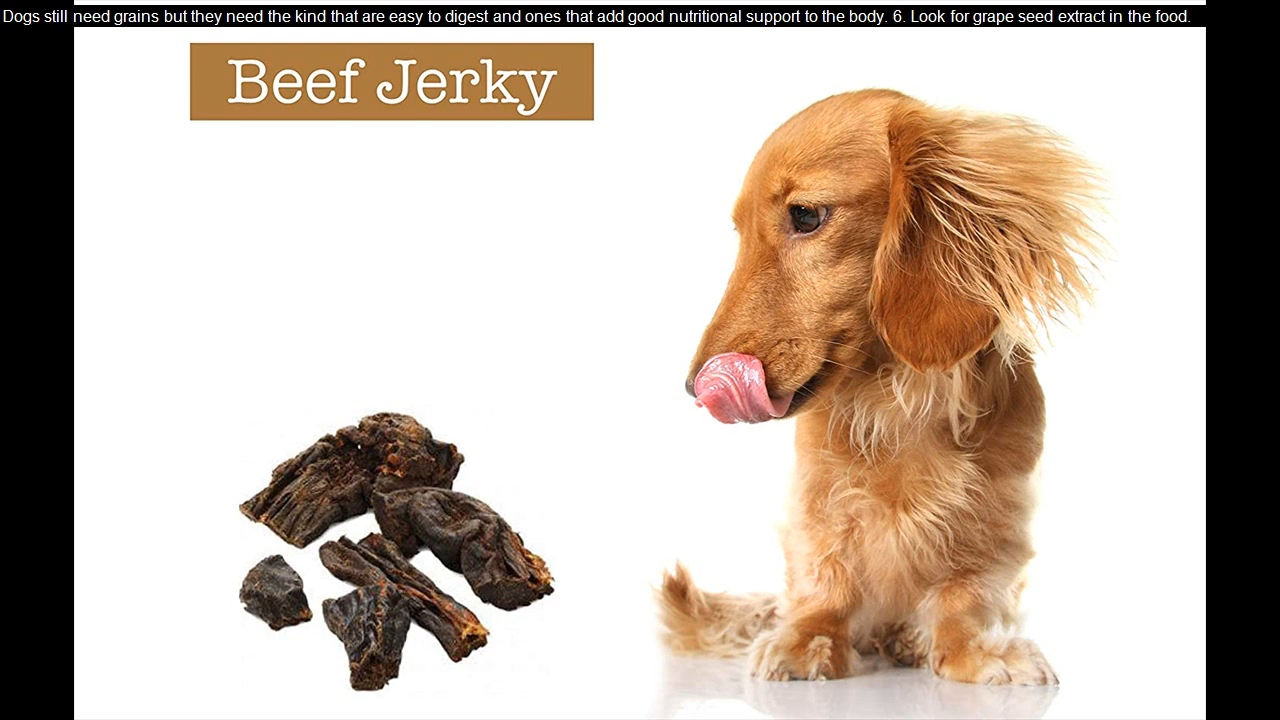 Dogs still need grains but they need the kind that are easy to digest and ones that add good nutritional support to the body. 6. Look for grape seed extract in the food.
Beef Jerky